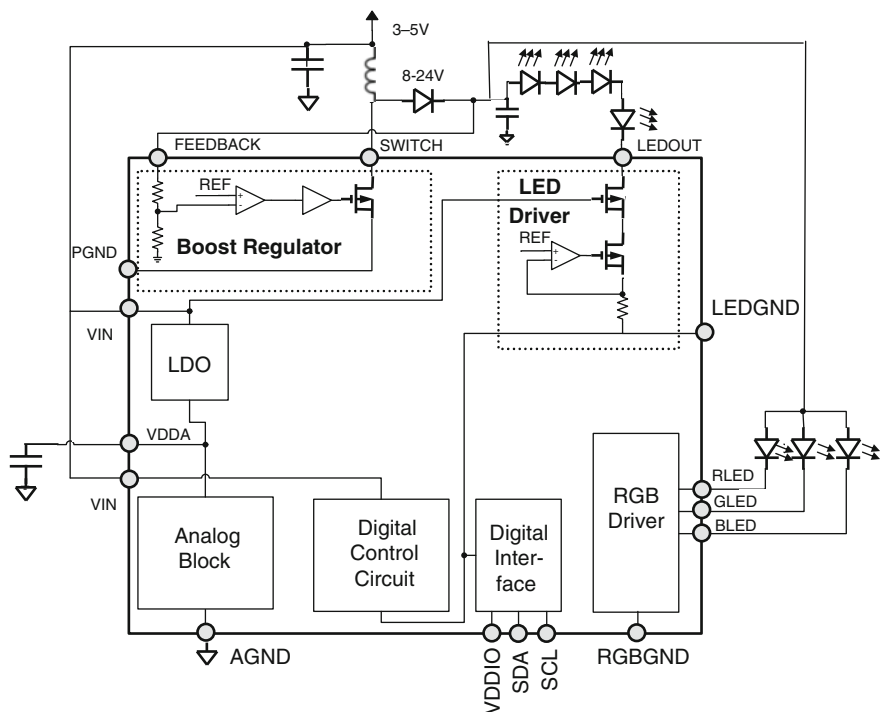 3–5V
8-24V
FEEDBACK
SWITCH
LEDOUT
REF
Boost Regulator
LED
Driver
REF
PGND
VIN
LEDGND
LDO
VDDA
VIN
RLED
GLED
BLED
Analog
Block
Digital
Control
Circuit
Digital
Inter-
face
RGB
Driver
AGND
VDDIO
SDA
SCL
RGBGND